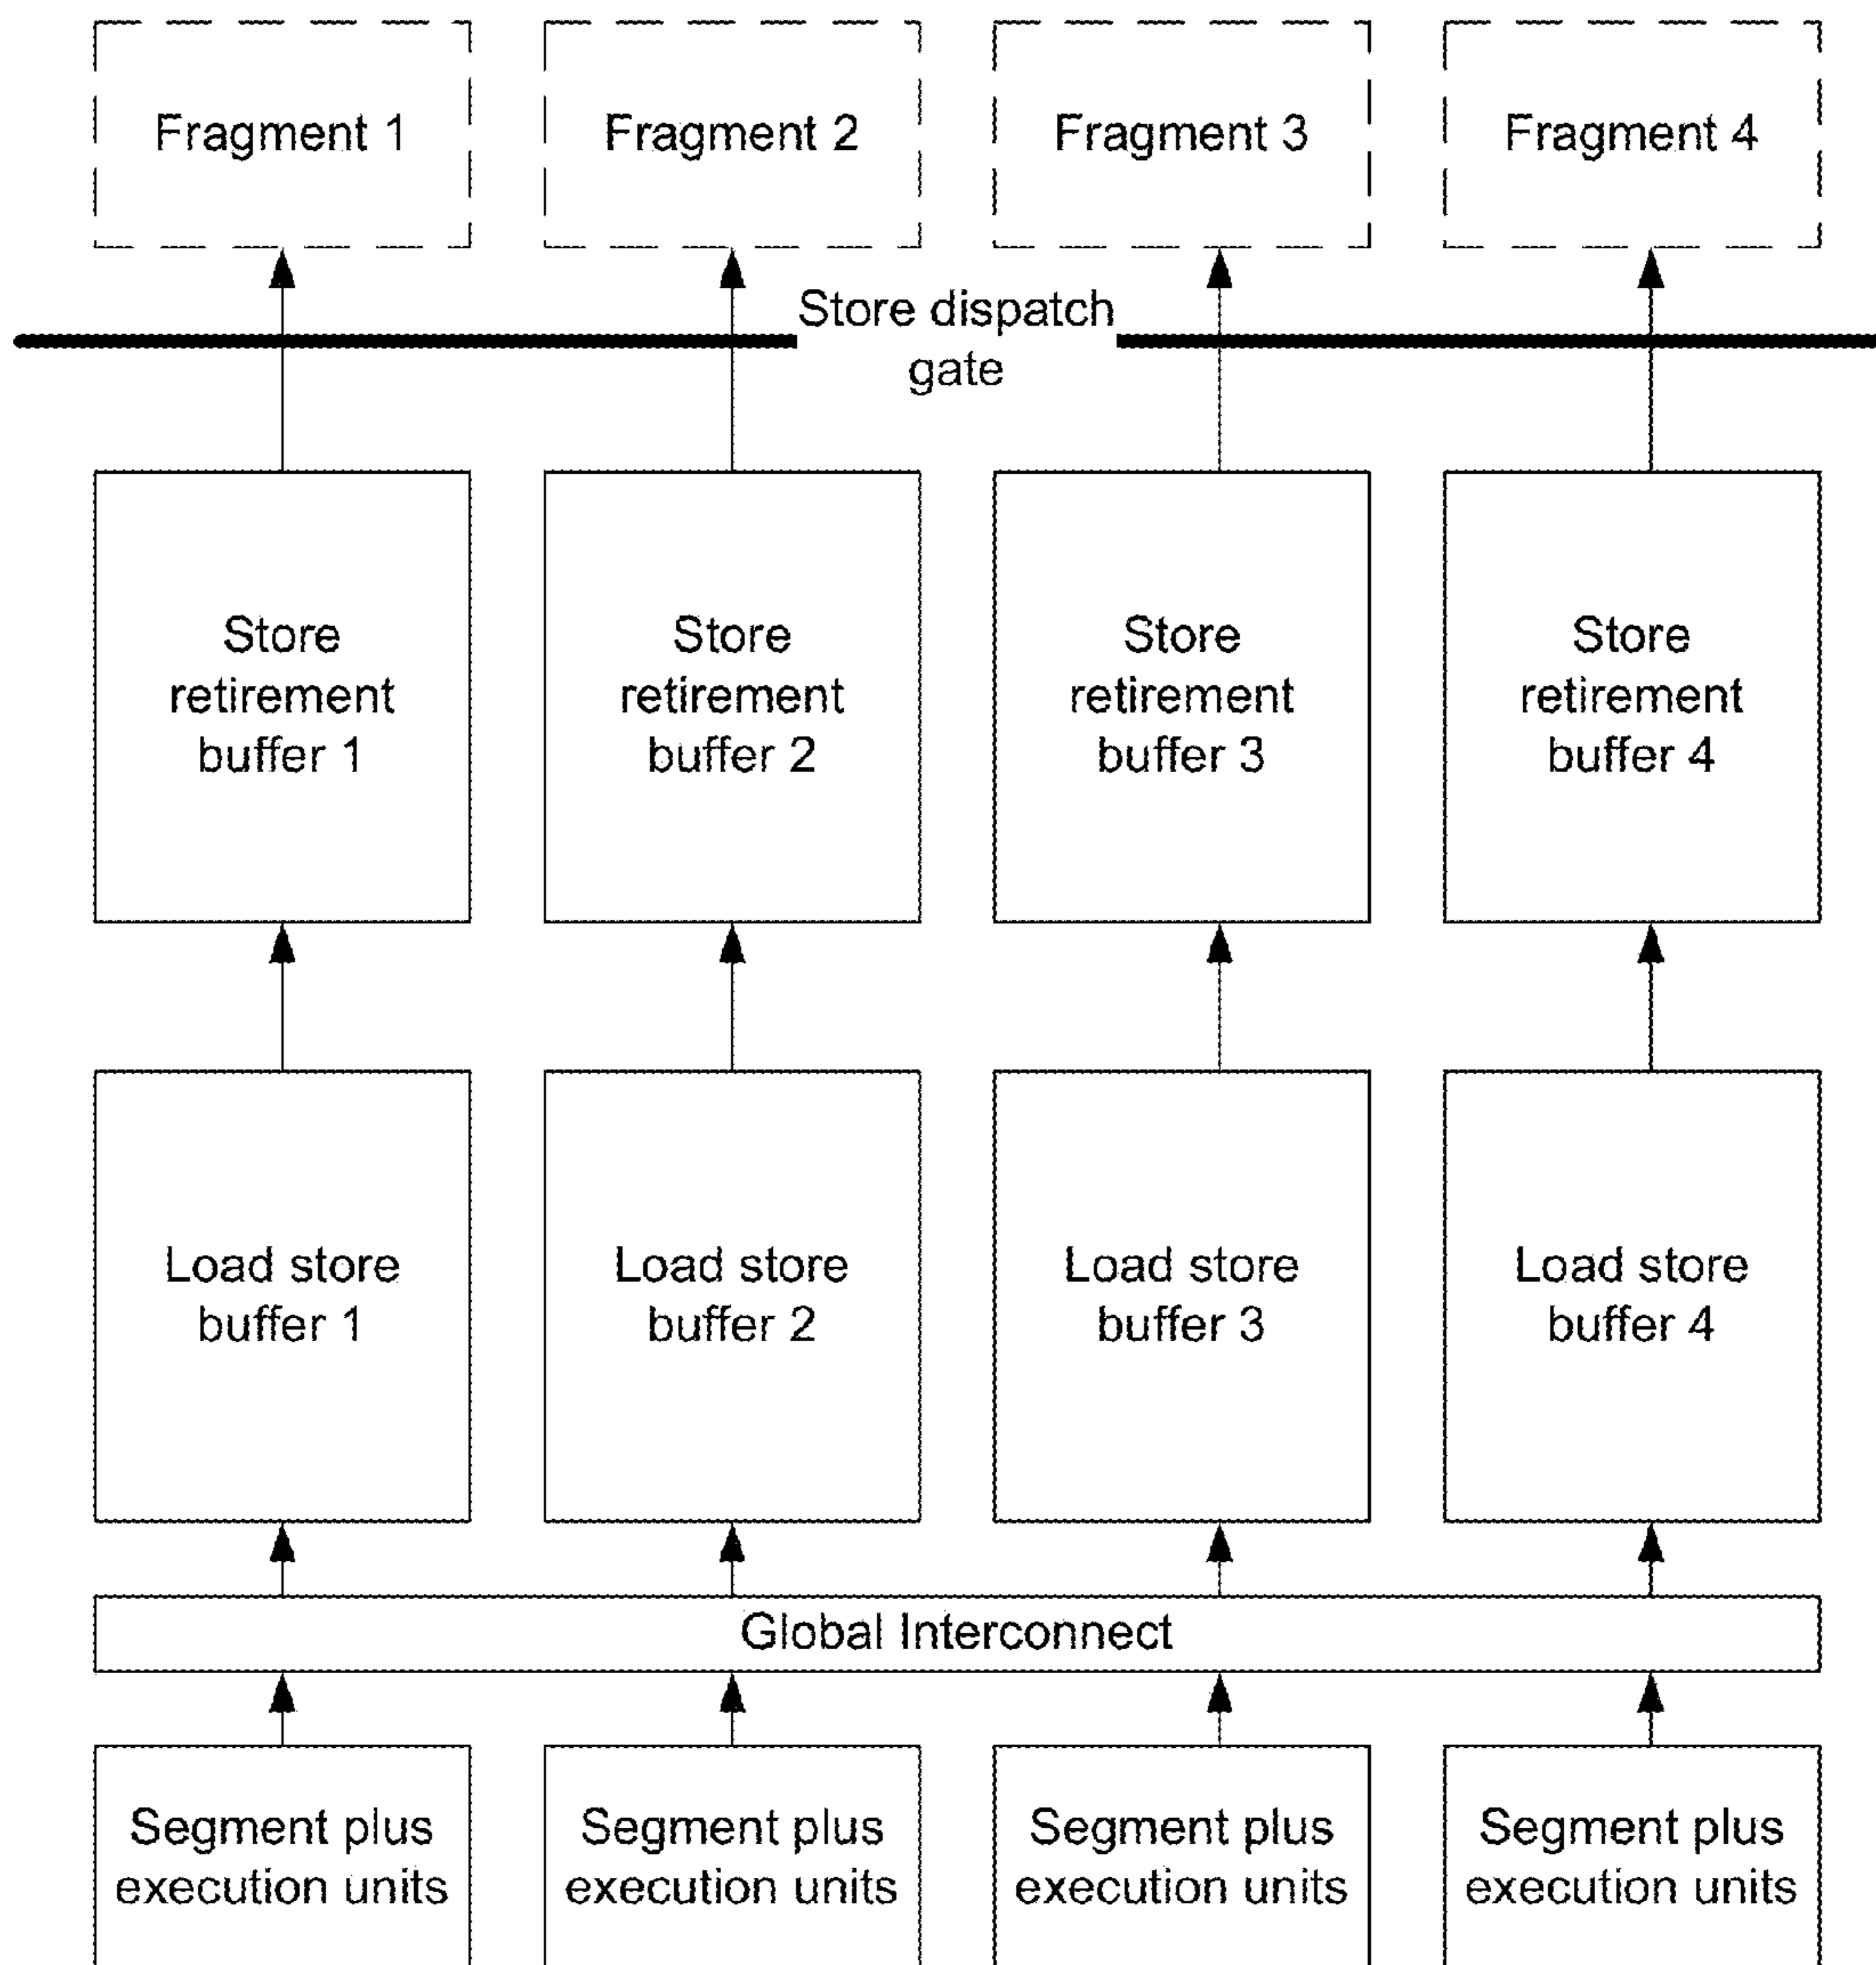 Fragment 1
Fragment 2
Fragment 3
Fragment 4
Store dispatch
gate
Store
retirement
buffer 1
Store
retirement
buffer 2
Store
retirement
buffer 3
Store
retirement
buffer 4
Load store
buffer 1
Load store
buffer 2
Load store
buffer 3
Load store
buffer 4
Global Interconnect
Segment plus
execution units
Segment plus
execution units
Segment plus
execution units
Segment plus
execution units